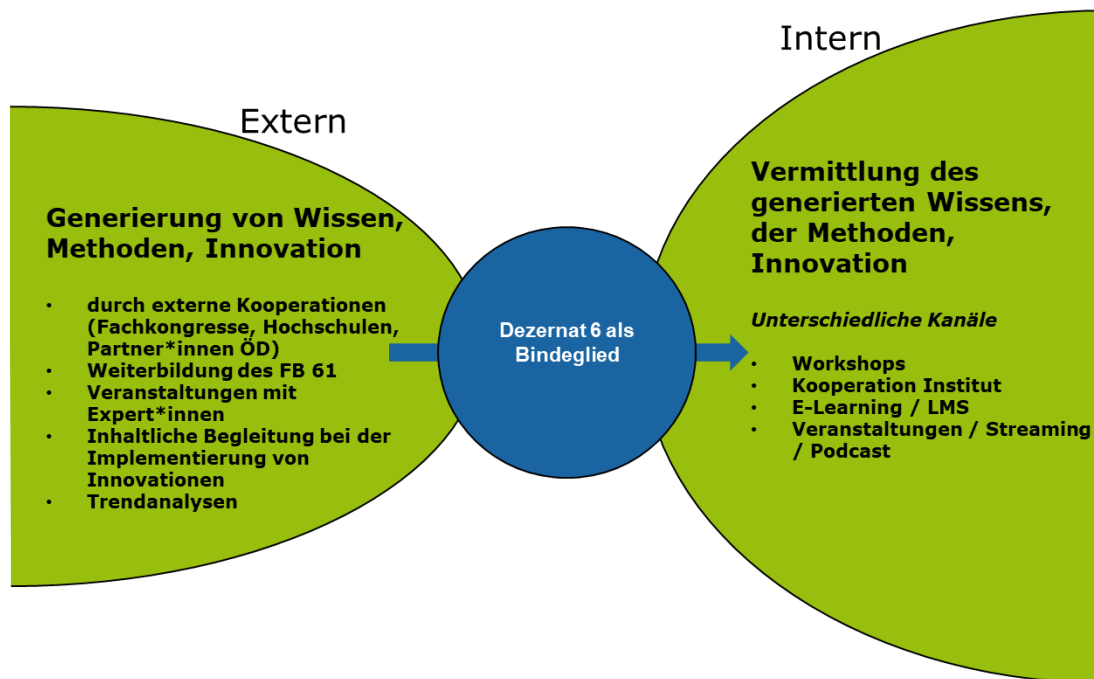 Extern
Generierung von Wissen,
Methoden, Innovation
• durch externe Kooperationen
(Fachkongresse, Hochschulen,
Partner*innen ÖD)
• Weiterbildung des FB 61
• Veranstaltungen mit
Expert*innen
• Inhaltliche Begleitung bei der
Implementierung von
Innovationen
• Trendanalysen
Dezernat 6 als
Bindeglied
Intern
Vermittlung des
generierten Wissens,
der Methoden,
Innovation
Unterschiedliche Kanäle
• Workshops
• Kooperation Institut
• E-Learning / LMS
• Veranstaltungen / Streaming
/ Podcast